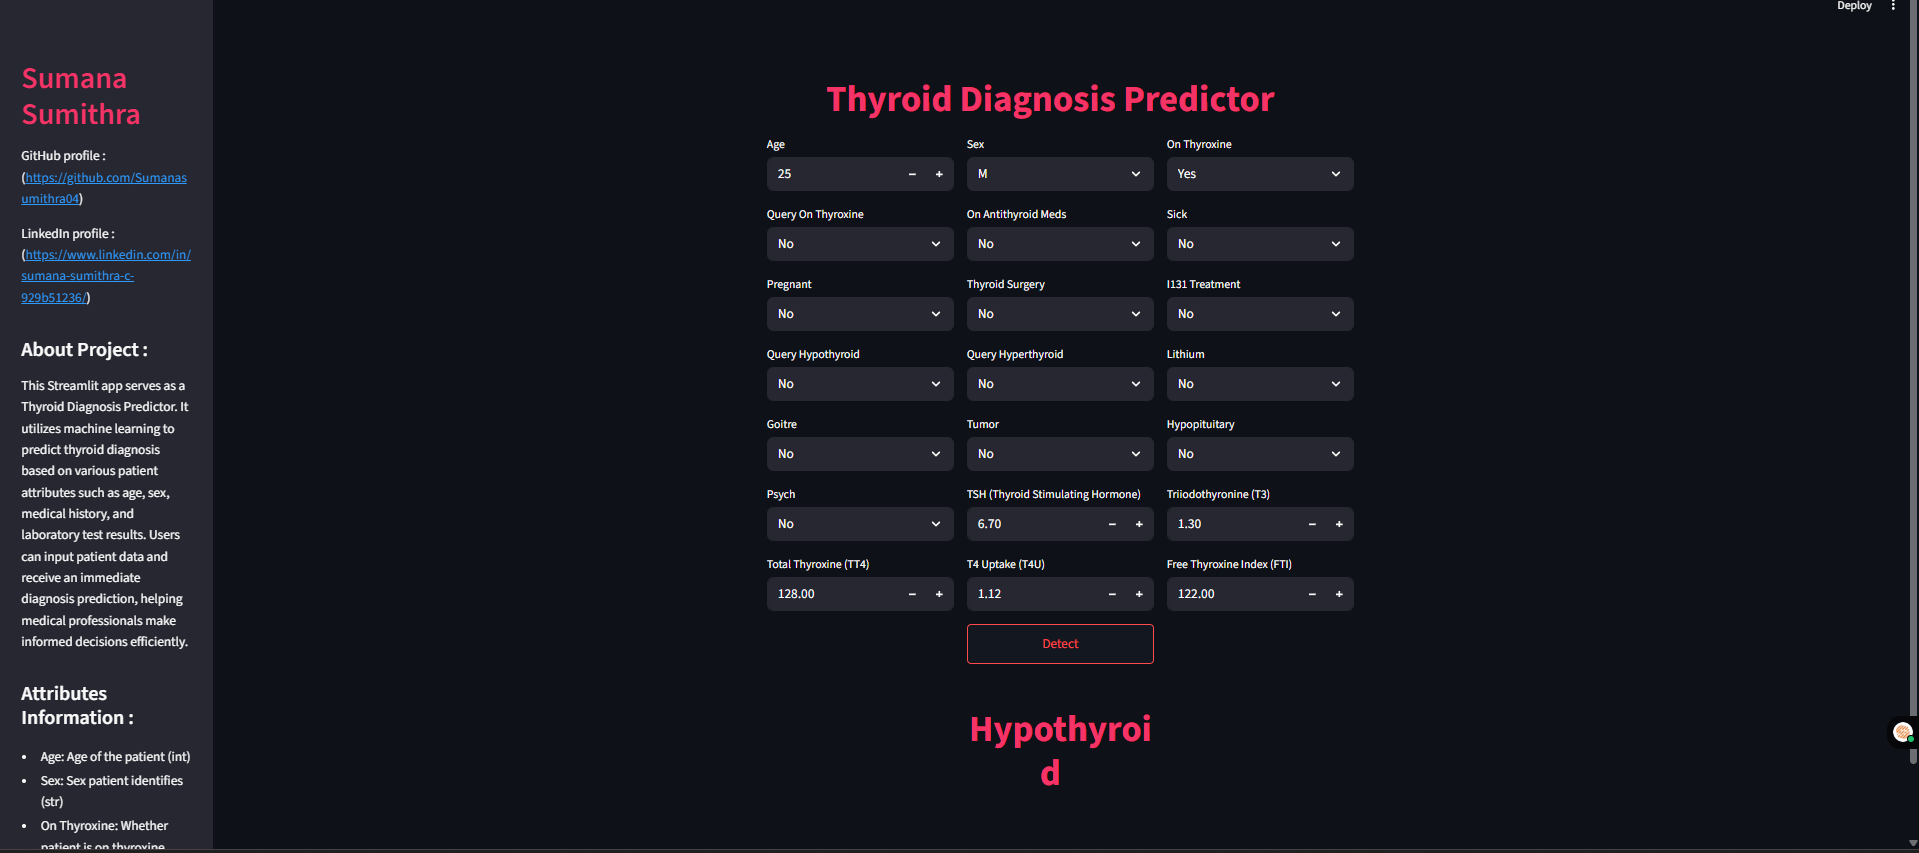 Deploy
Sumana
Sumithra
GitHub profile :
(https://github.com/Sumanas
umithra04)
LinkedIn profile :
(https://www.linkedin.com/in/
sumana-sumithra-c-
929b51236/)
About Project :
This Streamlit app serves as a
Thyroid Diagnosis Predictor. It
utilizes machine learning to
predict thyroid diagnosis
based on various patient
attributes such as age, sex,
medical history, and
laboratory test results. Users
can input patient data and
receive an immediate
diagnosis prediction, helping
medical professionals make
informed decisions efficiently.
Attributes
Information :
• Age: Age of the patient (int)
• Sex: Sex patient identifies
(str)
• On Thyroxine: Whether
patient is on thyroxine
Thyroid Diagnosis Predictor
Age Sex On Thyroxine
25 − + M Yes
Query On Thyroxine On Antithyroid Meds Sick
No No No
Pregnant Thyroid Surgery I131 Treatment
No No No
Query Hypothyroid Query Hyperthyroid Lithium
No No No
Goitre Tumor Hypopituitary
No No No
Psych TSH (Thyroid Stimulating Hormone) Triiodothyronine (T3)
No 6.70 − + 1.30 − +
Total Thyroxine (TT4) T4 Uptake (T4U) Free Thyroxine Index (FTI)
128.00 − + 1.12 − + 122.00 − +
Detect
Hypothyroi
d